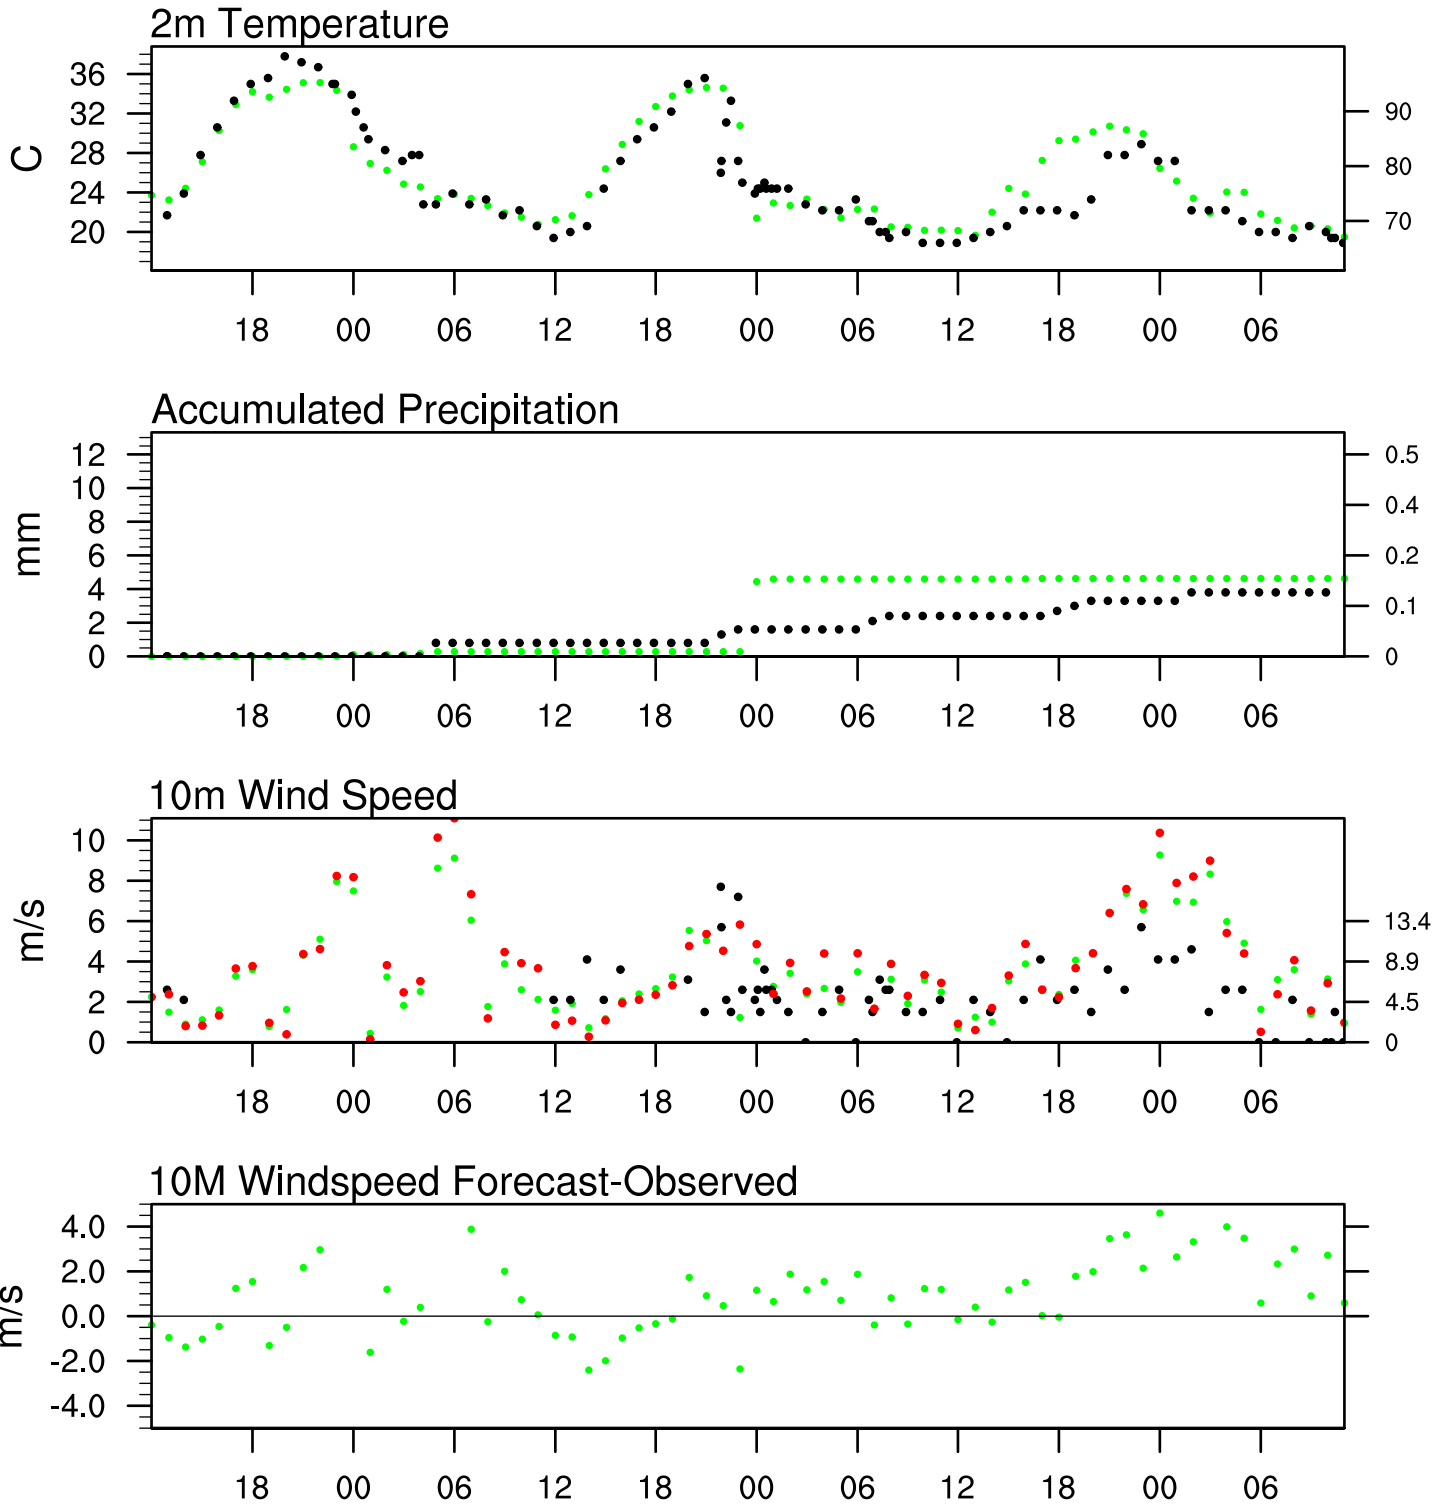 2m Temperature
C
36
32
28
24
20
90
80
70
18 00 06 12 18 00 06 12 18 00 06
Accumulated Precipitation
mm
12
10
8
6
4
2
0
0.5
0.4
0.2
0.1
0
18 00 06 12 18 00 06 12 18 00 06
10m Wind Speed
m/s
10
8
6
4
2
0
13.4
8.9
4.5
0
18 00 06 12 18 00 06 12 18 00 06
10M Windspeed Forecast-Observed
m/s
4.0
2.0
0.0
-2.0
-4.0
18 00 06 12 18 00 06 12 18 00 06